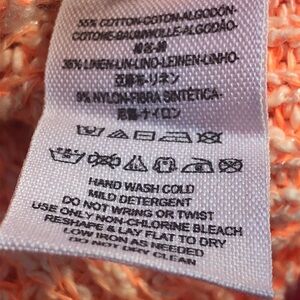 55% COTTON-COTON-ALGODÓN-
COTONE-BAUMWOLLE-ALGODÃO-
棉-綿
36% LINEN-LIN-LINO-LEINEN-LINHO-
亚麻布-リネン
9% NYLON-FIBRA SINTÉTICA-
尼龍-ナイロン
HAND WASH COLD
MILD DETERGENT
DO NOT WRING OR TWIST
USE ONLY NON-CHLORINE BLEACH
RESHAPE & LAY FLAT TO DRY
LOW IRON AS NEEDED
DO NOT DRY CLEAN